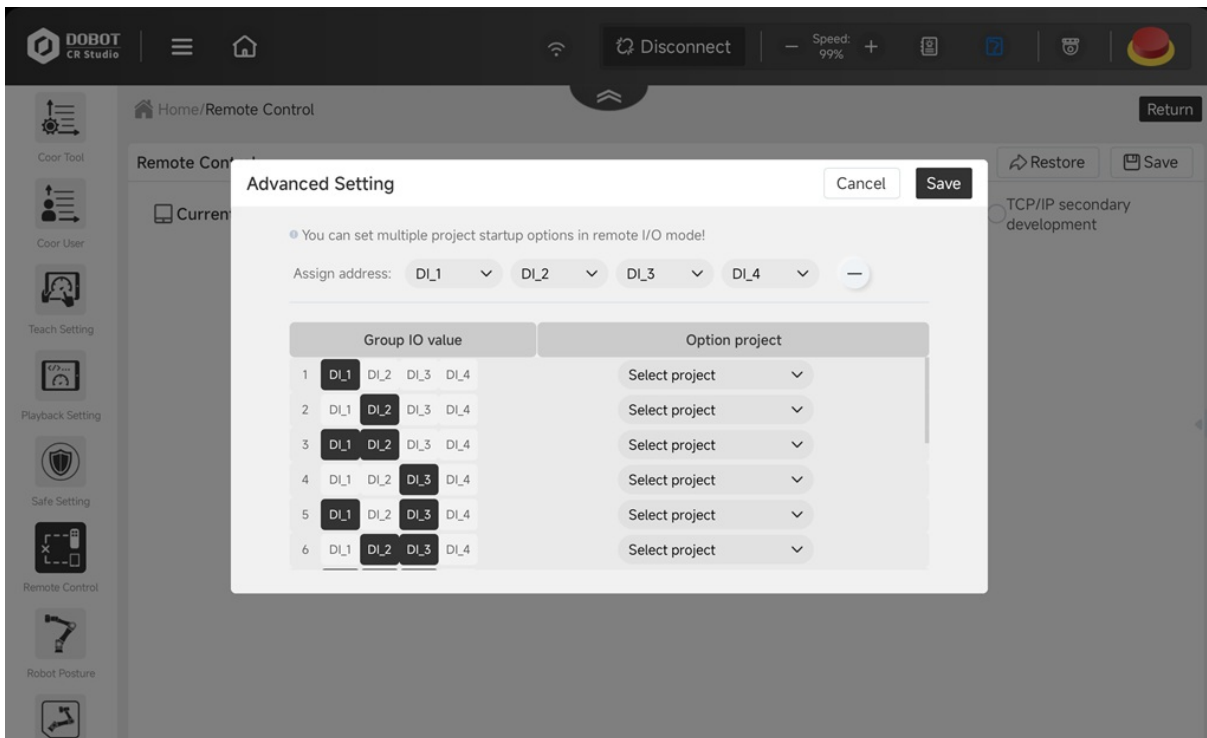 DOBOT
CR Studio
Disconnect
Speed:
99%
Home/Remote Control
Return
Coor Tool
Remote Con
Restore
Save
Advanced Setting
Cancel
Save
Curren
TCP/IP secondary
development
Coor User
You can set multiple project startup options in remote I/O mode!
Assign address: DI_1 DI_2 DI_3 DI_4
Teach Setting
Group IO value Option project
1 DI_1 DI_2 DI_3 DI_4 Select project
2 DI_1 DI_2 DI_3 DI_4 Select project
Playback Setting
3 DI_1 DI_2 DI_3 DI_4 Select project
4 DI_1 DI_2 DI_3 DI_4 Select project
Safe Setting
5 DI_1 DI_2 DI_3 DI_4 Select project
6 DI_1 DI_2 DI_3 DI_4 Select project
Remote Control
Robot Posture